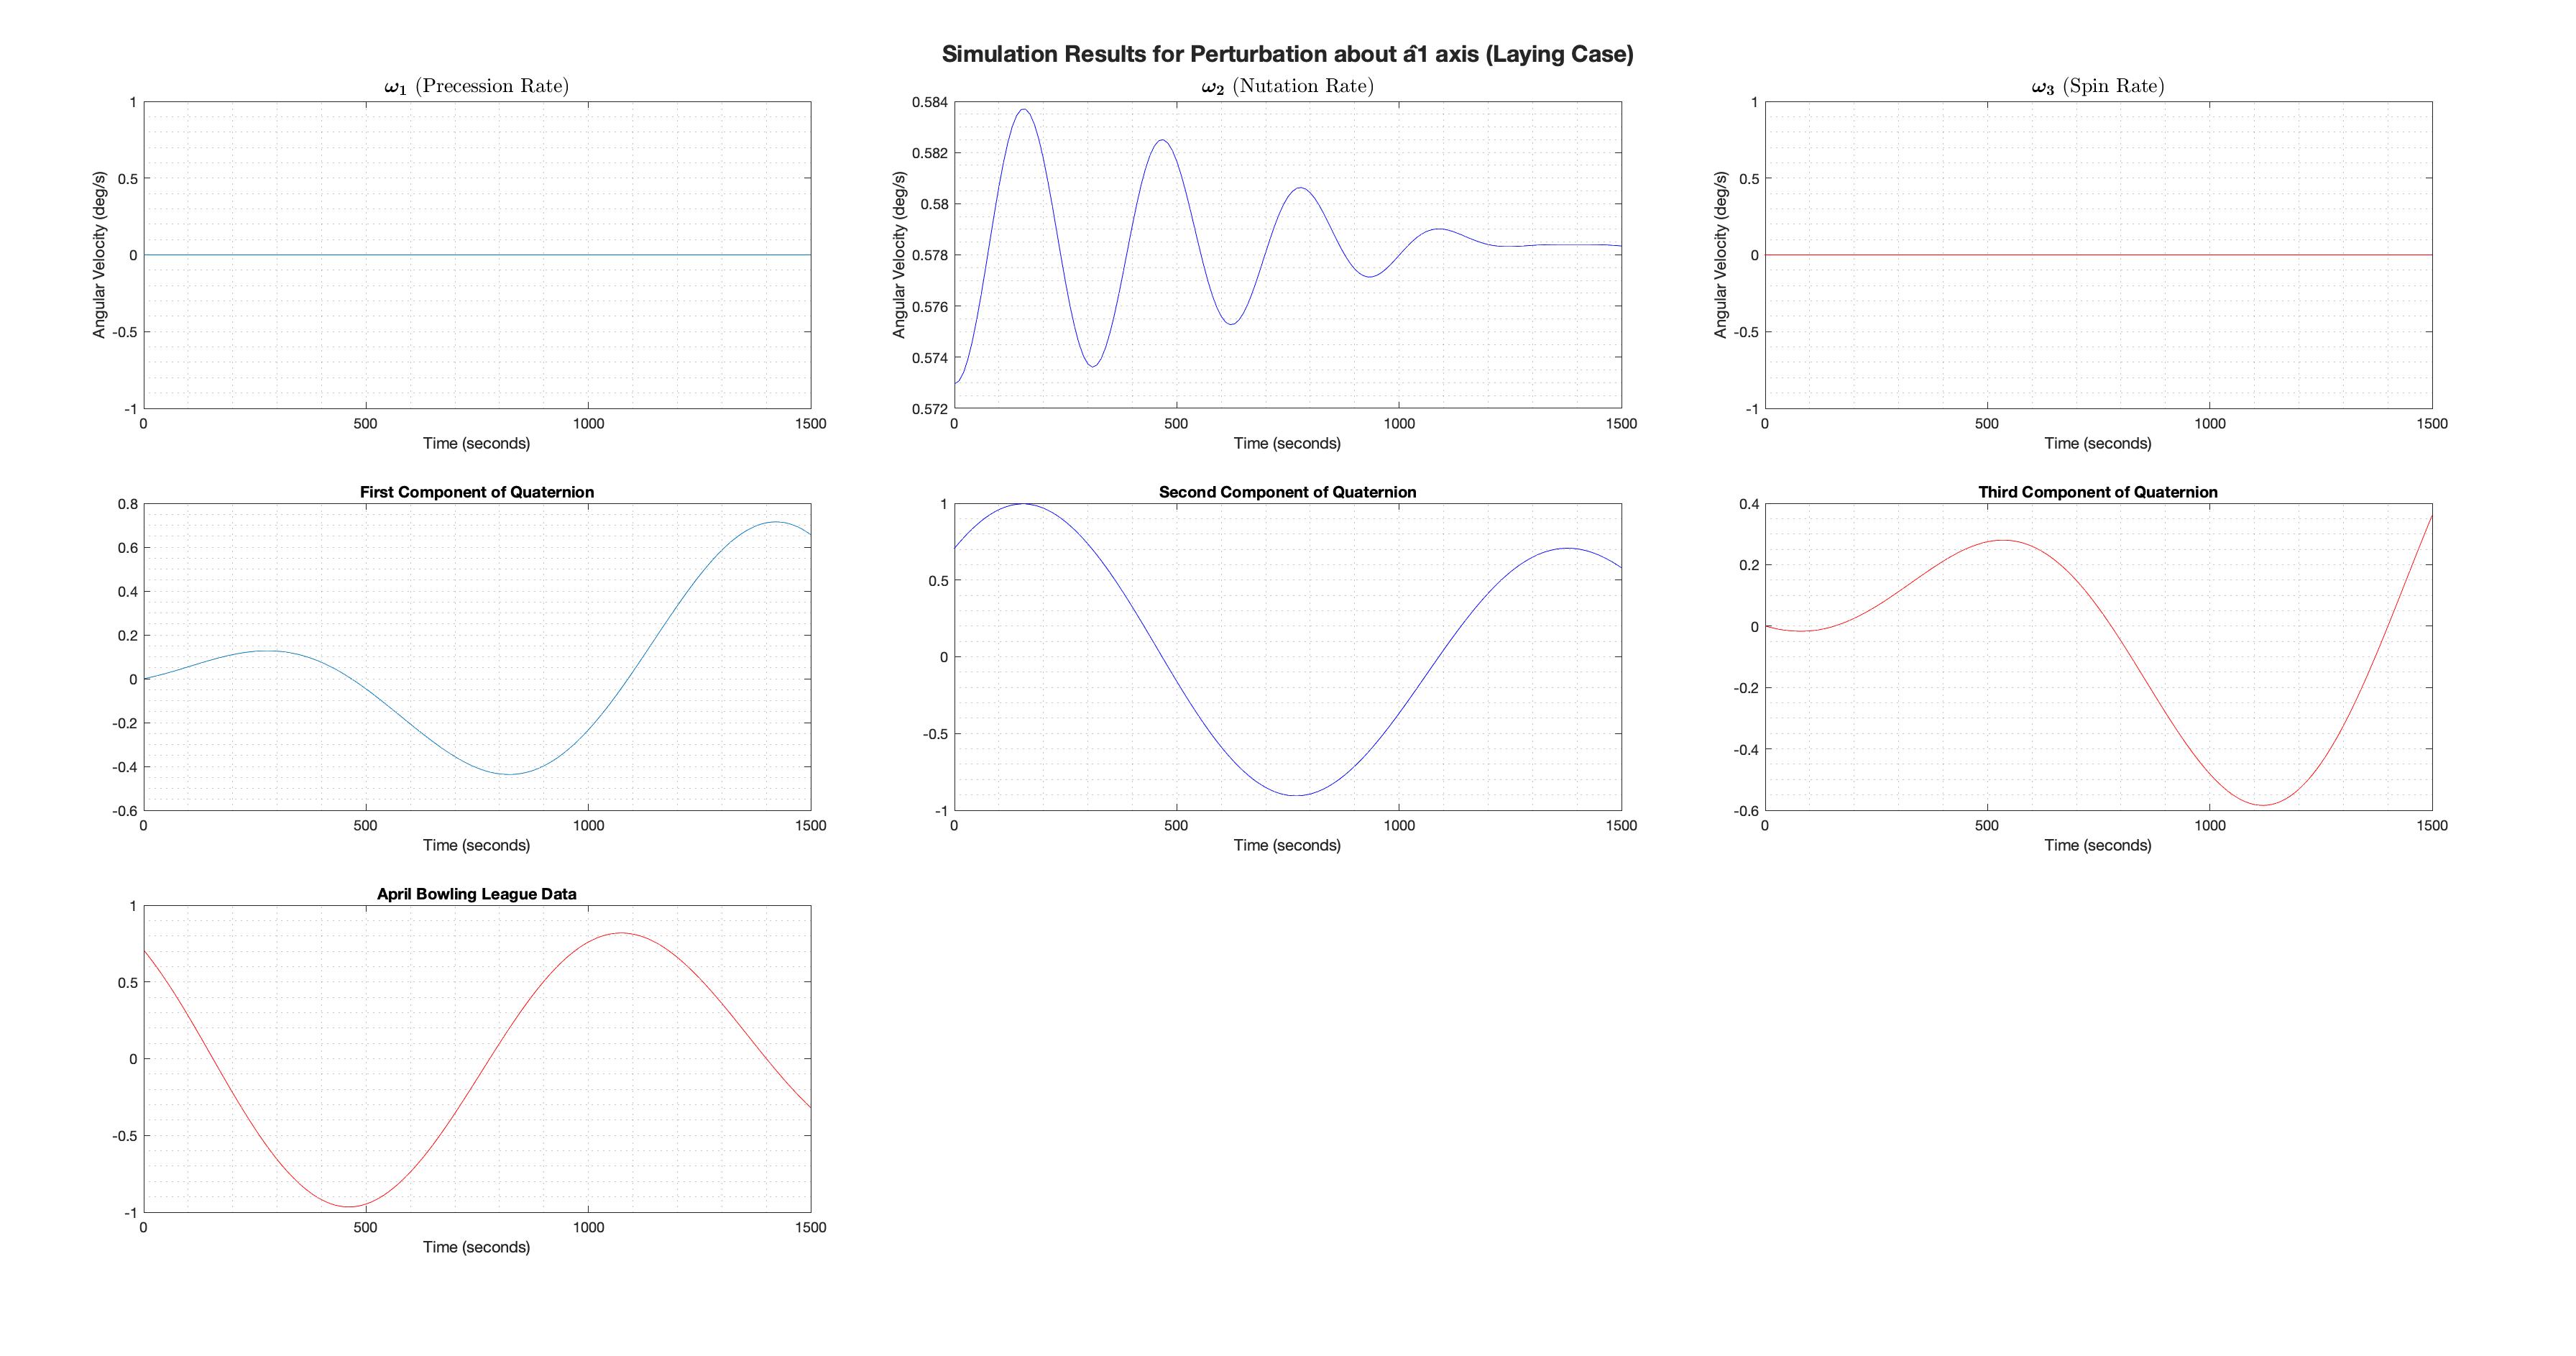 Simulation Results for Perturbation about â1 axis (Laying Case)
ω1 (Precession Rate)
1
0.5
0
-0.5
-1
Angular Velocity (deg/s)
0 500 1000 1500
Time (seconds)
ω2 (Nutation Rate)
0.584
0.582
0.58
0.578
0.576
0.574
0.572
Angular Velocity (deg/s)
0 500 1000 1500
Time (seconds)
ω3 (Spin Rate)
1
0.5
0
-0.5
-1
Angular Velocity (deg/s)
0 500 1000 1500
Time (seconds)
First Component of Quaternion
0.8
0.6
0.4
0.2
0
-0.2
-0.4
-0.6
0 500 1000 1500
Time (seconds)
Second Component of Quaternion
1
0.5
0
-0.5
-1
0 500 1000 1500
Time (seconds)
Third Component of Quaternion
0.4
0.2
0
-0.2
-0.4
-0.6
0 500 1000 1500
Time (seconds)
April Bowling League Data
1
0.5
0
-0.5
-1
0 500 1000 1500
Time (seconds)